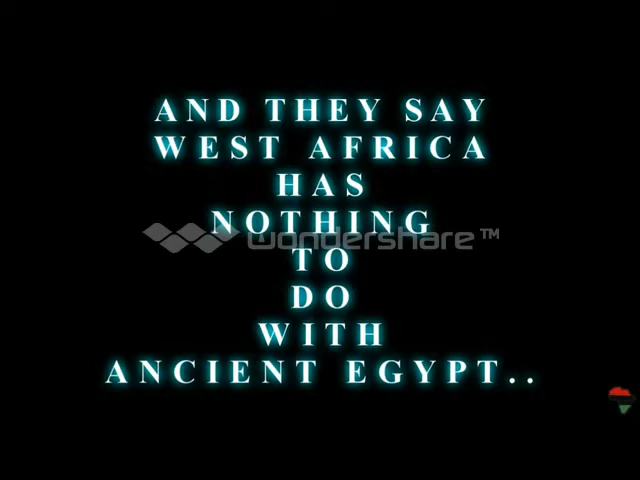 AND THEY SAY
WEST AFRICA
HAS
NOTHING
wondershare™
TO
DO
WITH
ANCIENT EGYPT..